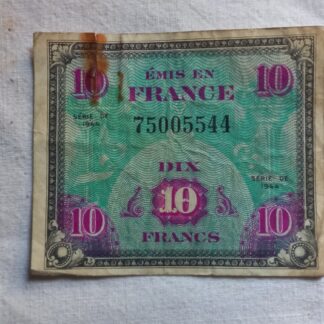 10 ÉMIS EN 10
FRANCE
SÉRIE DE 1944
75005544
DIX
10
SÉRIE DE 1944
10 FRANCS 10